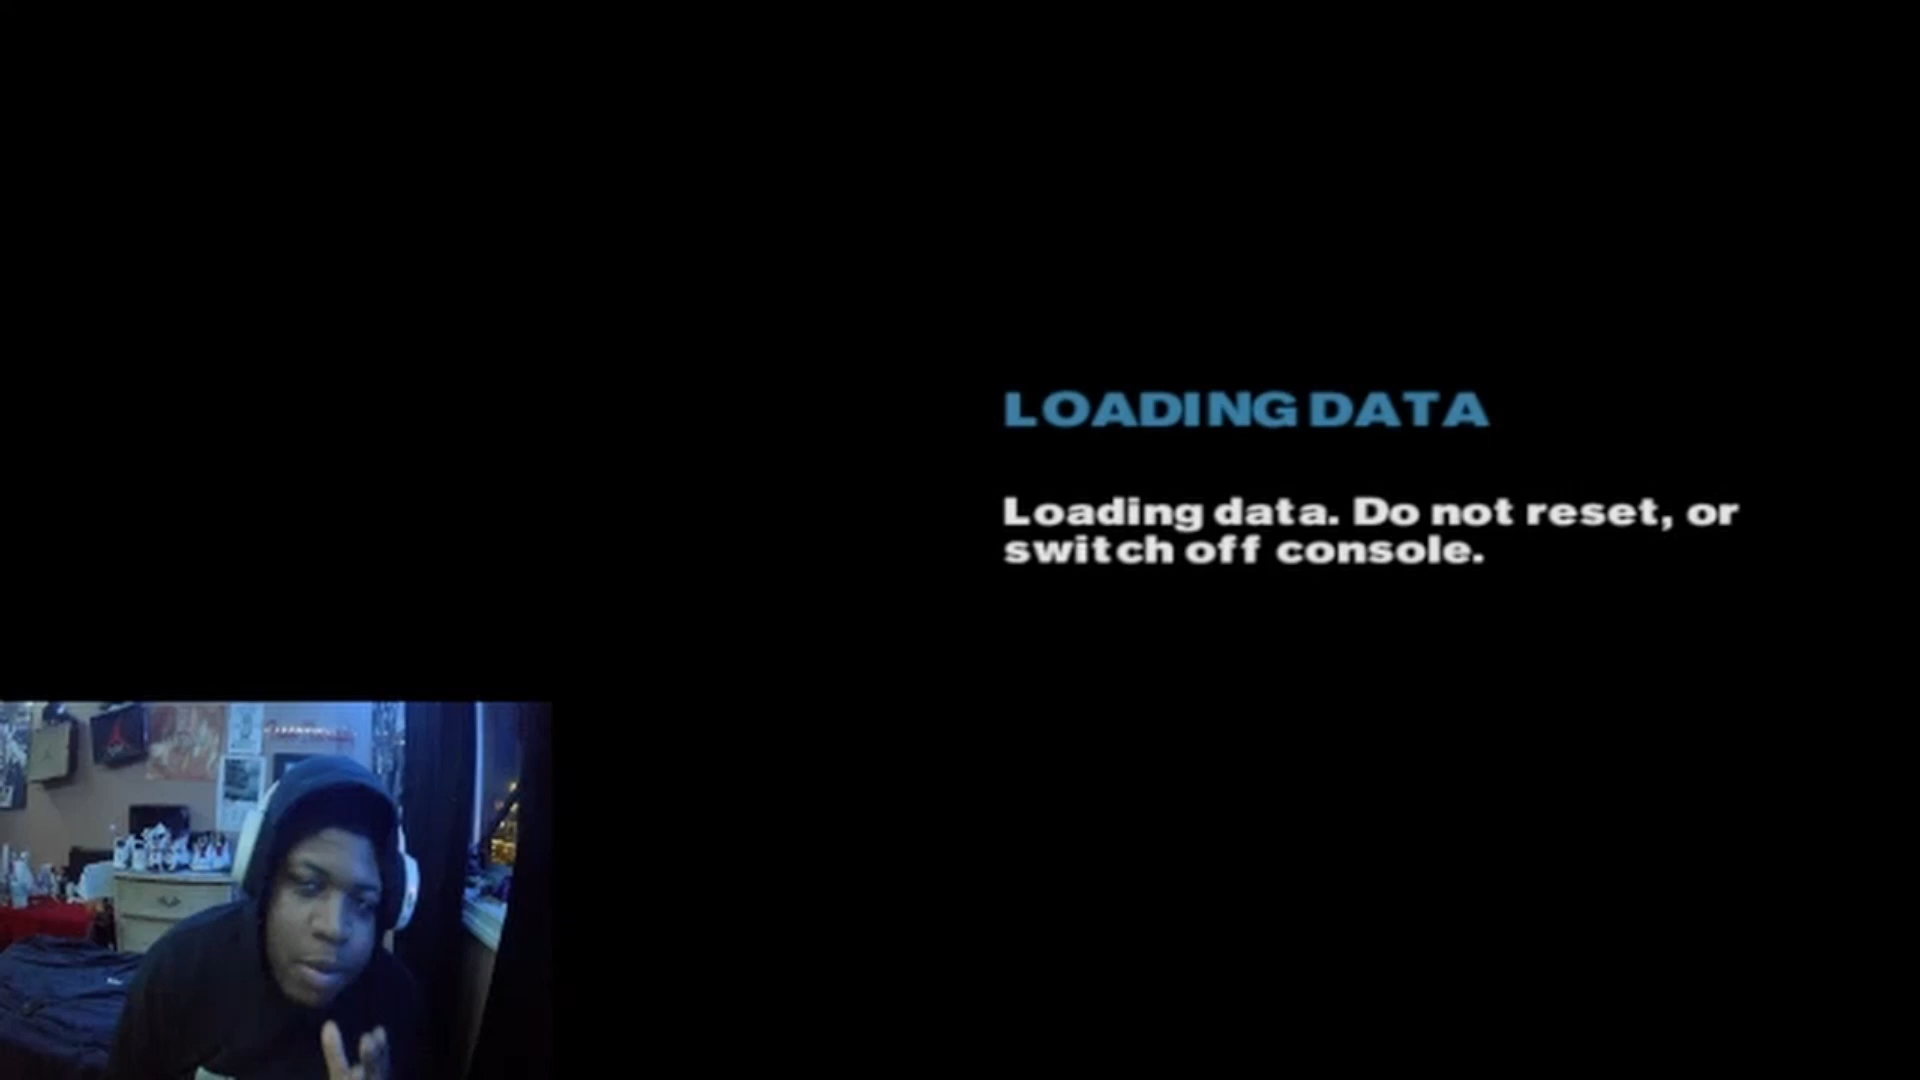 LOADING DATA
Loading data. Do not reset, or
switch off console.